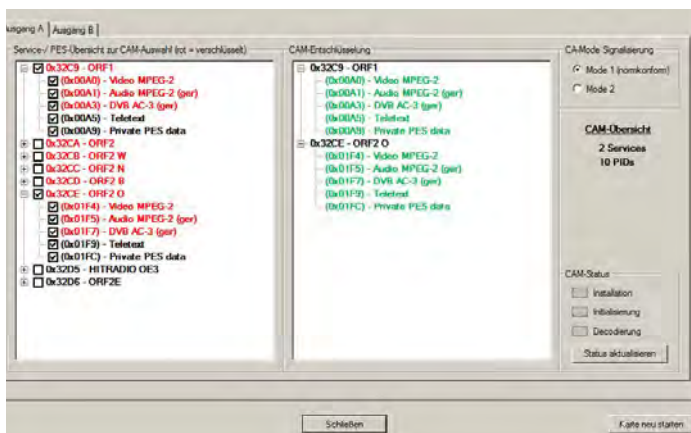 Ausgang A Ausgang B
Service-/ PES-Übersicht zur CAM-Auswahl (rot = verschlüsselt)
0x32C9 - ORF1
(0x00A0) - Video MPEG-2
(0x00A1) - Audio MPEG-2 (ger)
(0x00A3) - DVB AC-3 (ger)
(0x00A5) - Teletext
(0x00A9) - Private PES data
0x32CA - ORF2
0x32CB - ORF2 W
0x32CC - ORF2 N
0x32CD - ORF2 B
0x32CE - ORF2 O
(0x01F4) - Video MPEG-2
(0x01F5) - Audio MPEG-2 (ger)
(0x01F7) - DVB AC-3 (ger)
(0x01F9) - Teletext
(0x01FC) - Private PES data
0x32D5 - HITRADIO OE3
0x32D6 - ORF2E
CAM-Entschlüsselung
0x32C9 - ORF1
(0x00A0) - Video MPEG-2
(0x00A1) - Audio MPEG-2 (ger)
(0x00A3) - DVB AC-3 (ger)
(0x00A5) - Teletext
(0x00A9) - Private PES data
0x32CE - ORF2 O
(0x01F4) - Video MPEG-2
(0x01F5) - Audio MPEG-2 (ger)
(0x01F7) - DVB AC-3 (ger)
(0x01F9) - Teletext
(0x01FC) - Private PES data
CA-Mode Signalisierung
Mode 1 (normkonform)
Mode 2
CAM-Übersicht
2 Services
10 PIDs
CAM-Status
Installation
Initialisierung
Decodierung
Status aktualisieren
Schließen
Karte neu starten